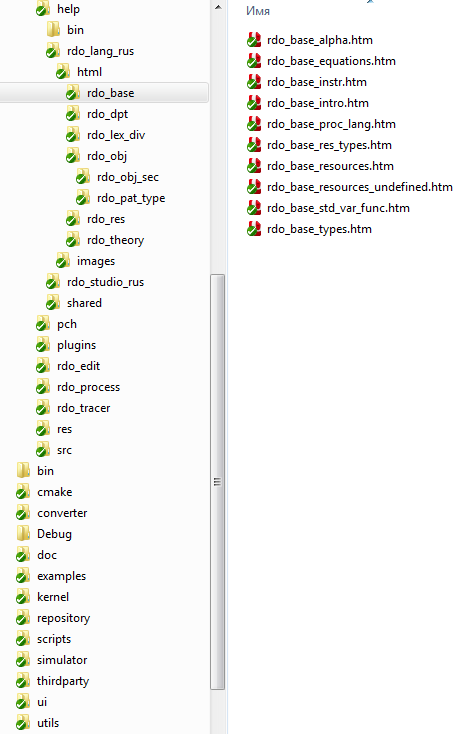 help
bin
rdo_lang_rus
html
rdo_base
rdo_dpt
rdo_lex_div
rdo_obj
rdo_obj_sec
rdo_pat_type
rdo_res
rdo_theory
images
rdo_studio_rus
shared
pch
plugins
rdo_edit
rdo_process
rdo_tracer
res
src
bin
cmake
converter
Debug
doc
examples
kernel
repository
scripts
simulator
thirdparty
ui
utils
Имя
rdo_base_alpha.htm
rdo_base_equations.htm
rdo_base_instr.htm
rdo_base_intro.htm
rdo_base_proc_lang.htm
rdo_base_res_types.htm
rdo_base_resources.htm
rdo_base_resources_undefined.htm
rdo_base_std_var_func.htm
rdo_base_types.htm